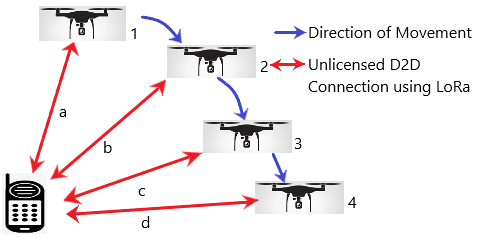 1
Direction of Movement
2
Unlicensed D2D
Connection using LoRa
a
b
3
c
d
4